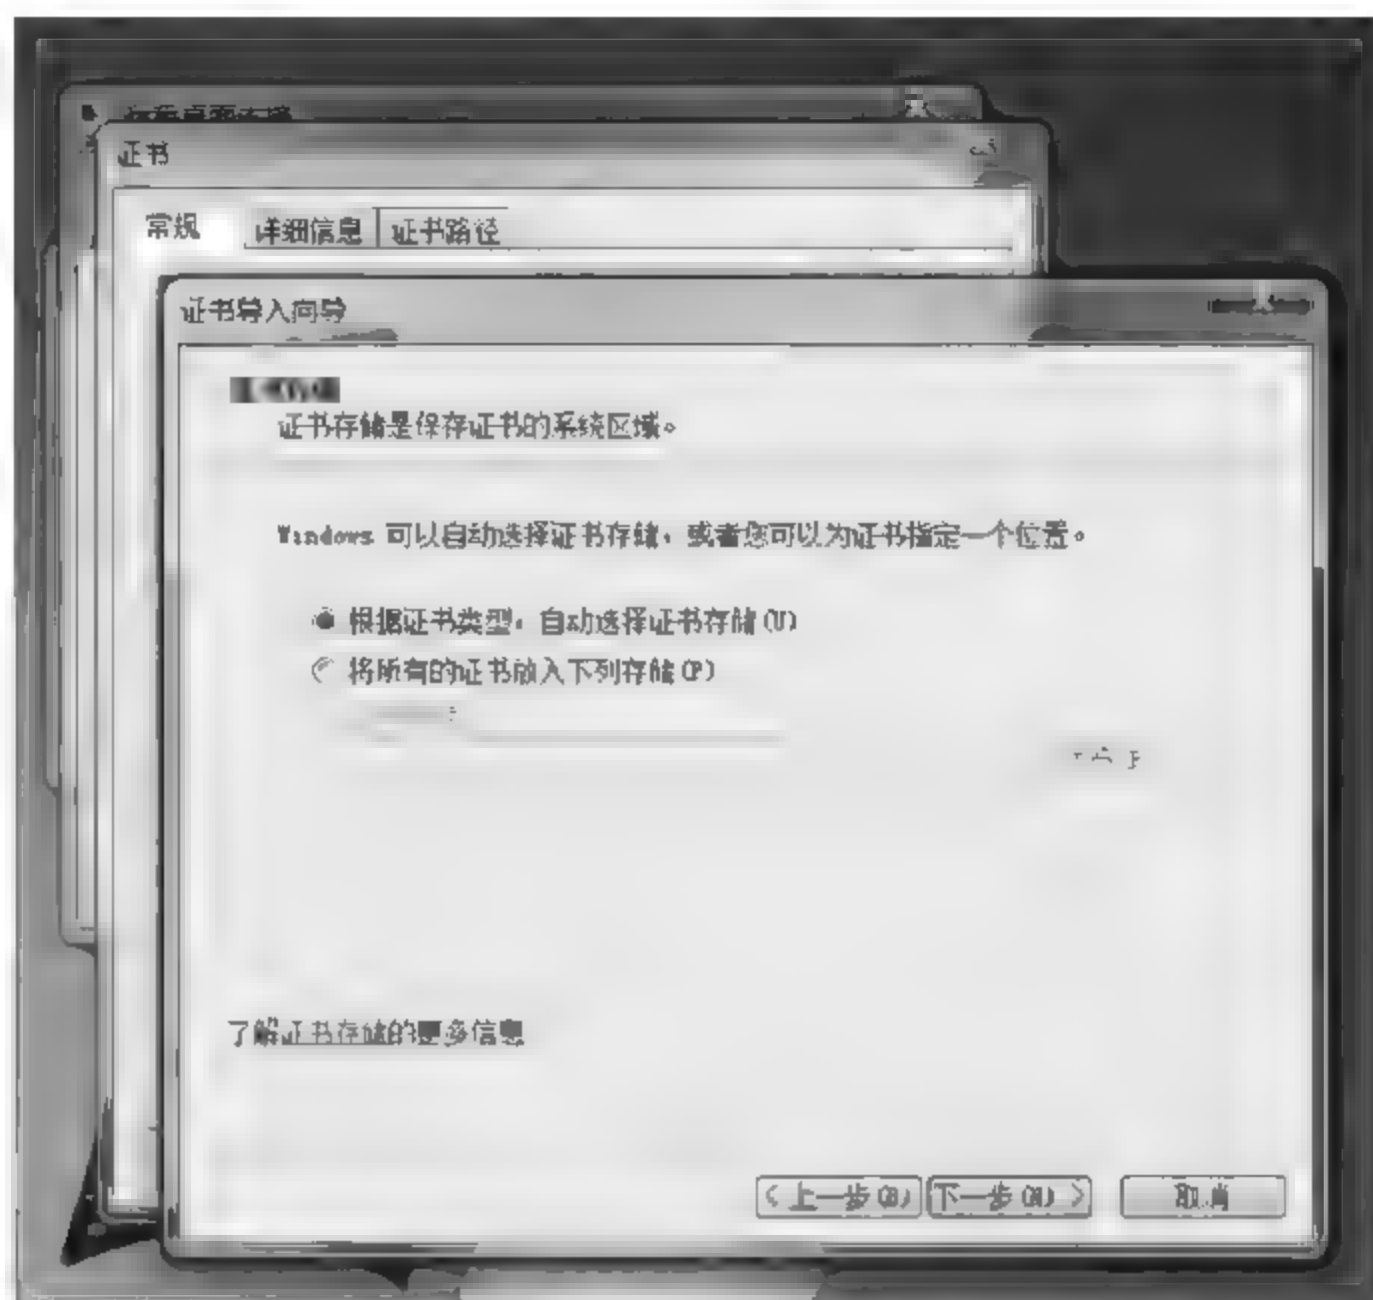 证书
常规 详细信息 证书路径
证书导入向导
证书存储是保存证书的系统区域。
Windows 可以自动选择证书存储，或者您可以为证书指定一个位置。
根据证书类型，自动选择证书存储(U)
将所有的证书放入下列存储(P)
了解证书存储的更多信息
< 上一步(B) 下一步(N) > 取消